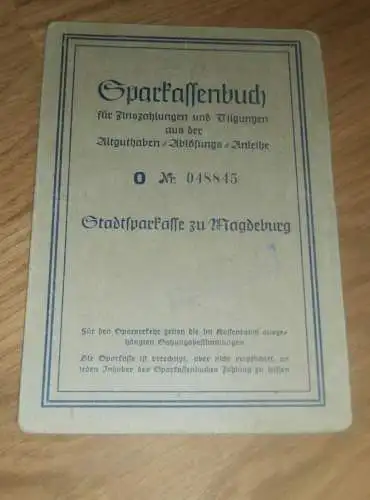 Sparkassenbuch
für Zinszahlungen und Tilgungen
aus der
Altguthaben-Ablösungs-Anleihe
O Nr. 048845
Stadtsparkasse zu Magdeburg
Für den Sparverkehr gelten die im Kassenraum ausge-
hängten Satzungsbestimmungen
Die Sparkasse ist berechtigt, aber nicht verpflichtet, an
jeden Inhaber des Sparkassenbuches Zahlung zu leisten